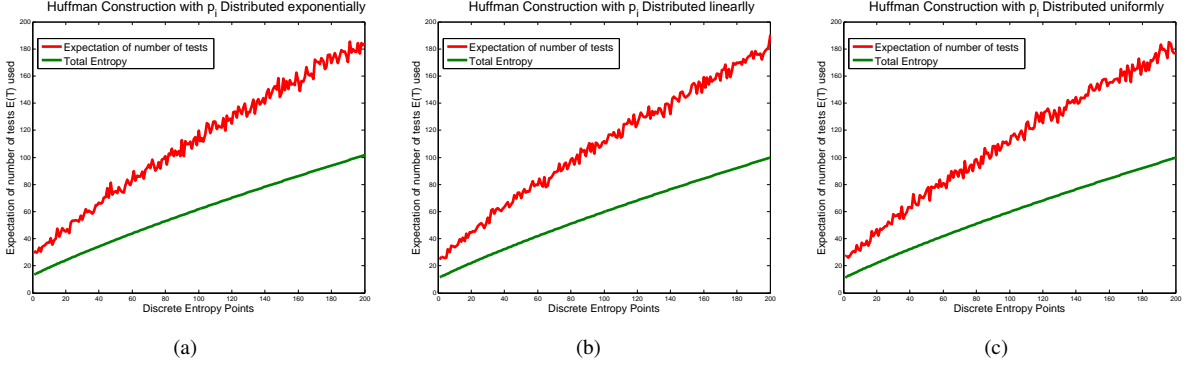 Huffman Construction with p_i Distributed exponentially
200
180
160
140
120
100
80
60
40
20
0
Expectation of number of tests E(T) used
Expectation of number of tests
Total Entropy
0 20 40 60 80 100 120 140 160 180 200
Discrete Entropy Points
(a)
Huffman Construction with p_i Distributed linearlly
200
180
160
140
120
100
80
60
40
20
0
Expectation of number of tests E(T) used
Expectation of number of tests
Total Entropy
0 20 40 60 80 100 120 140 160 180 200
Discrete Entropy Points
(b)
Huffman Construction with p_i Distributed uniformly
200
180
160
140
120
100
80
60
40
20
0
Expectation of number of tests E(T) used
Expectation of number of tests
Total Entropy
0 20 40 60 80 100 120 140 160 180 200
Discrete Entropy Points
(c)